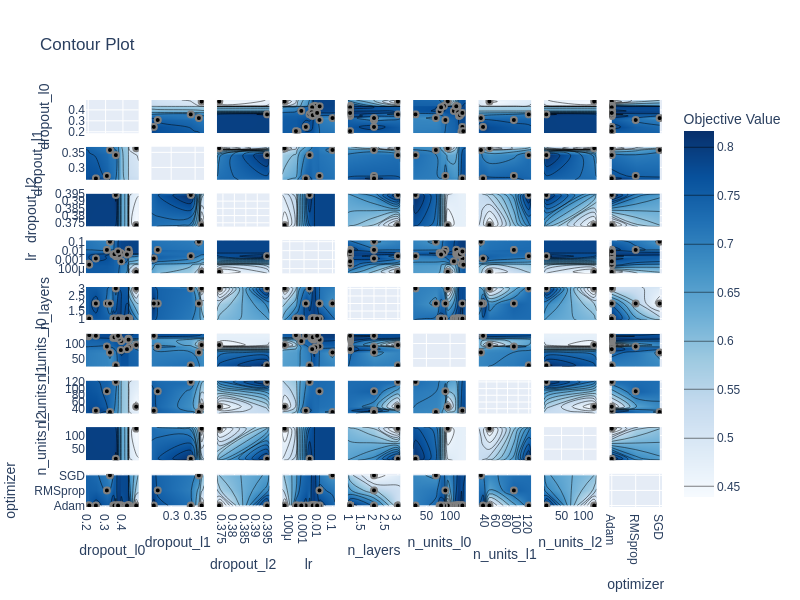 Contour Plot
Objective Value
0.8
0.75
0.7
0.65
0.6
0.55
0.5
0.45
dropout_l0
0.4
0.3
0.2
dropout_l1
0.35
0.3
dropout_l2
0.395
0.39
0.385
0.38
0.375
lr
0.1
0.01
0.001
100μ
n_layers
3
2.5
2
1.5
1
n_units_l0
100
50
n_units_l1
120
100
80
60
40
n_units_l2
100
50
optimizer
SGD
RMSprop
Adam
0.2 0.3 0.4
dropout_l0
0.3 0.35
dropout_l1
0.375 0.38 0.385 0.39 0.395
dropout_l2
100μ 0.001 0.01 0.1
lr
1 1.5 2 2.5 3
n_layers
50 100
n_units_l0
40 60 80 100 120
n_units_l1
50 100
n_units_l2
Adam RMSprop SGD
optimizer